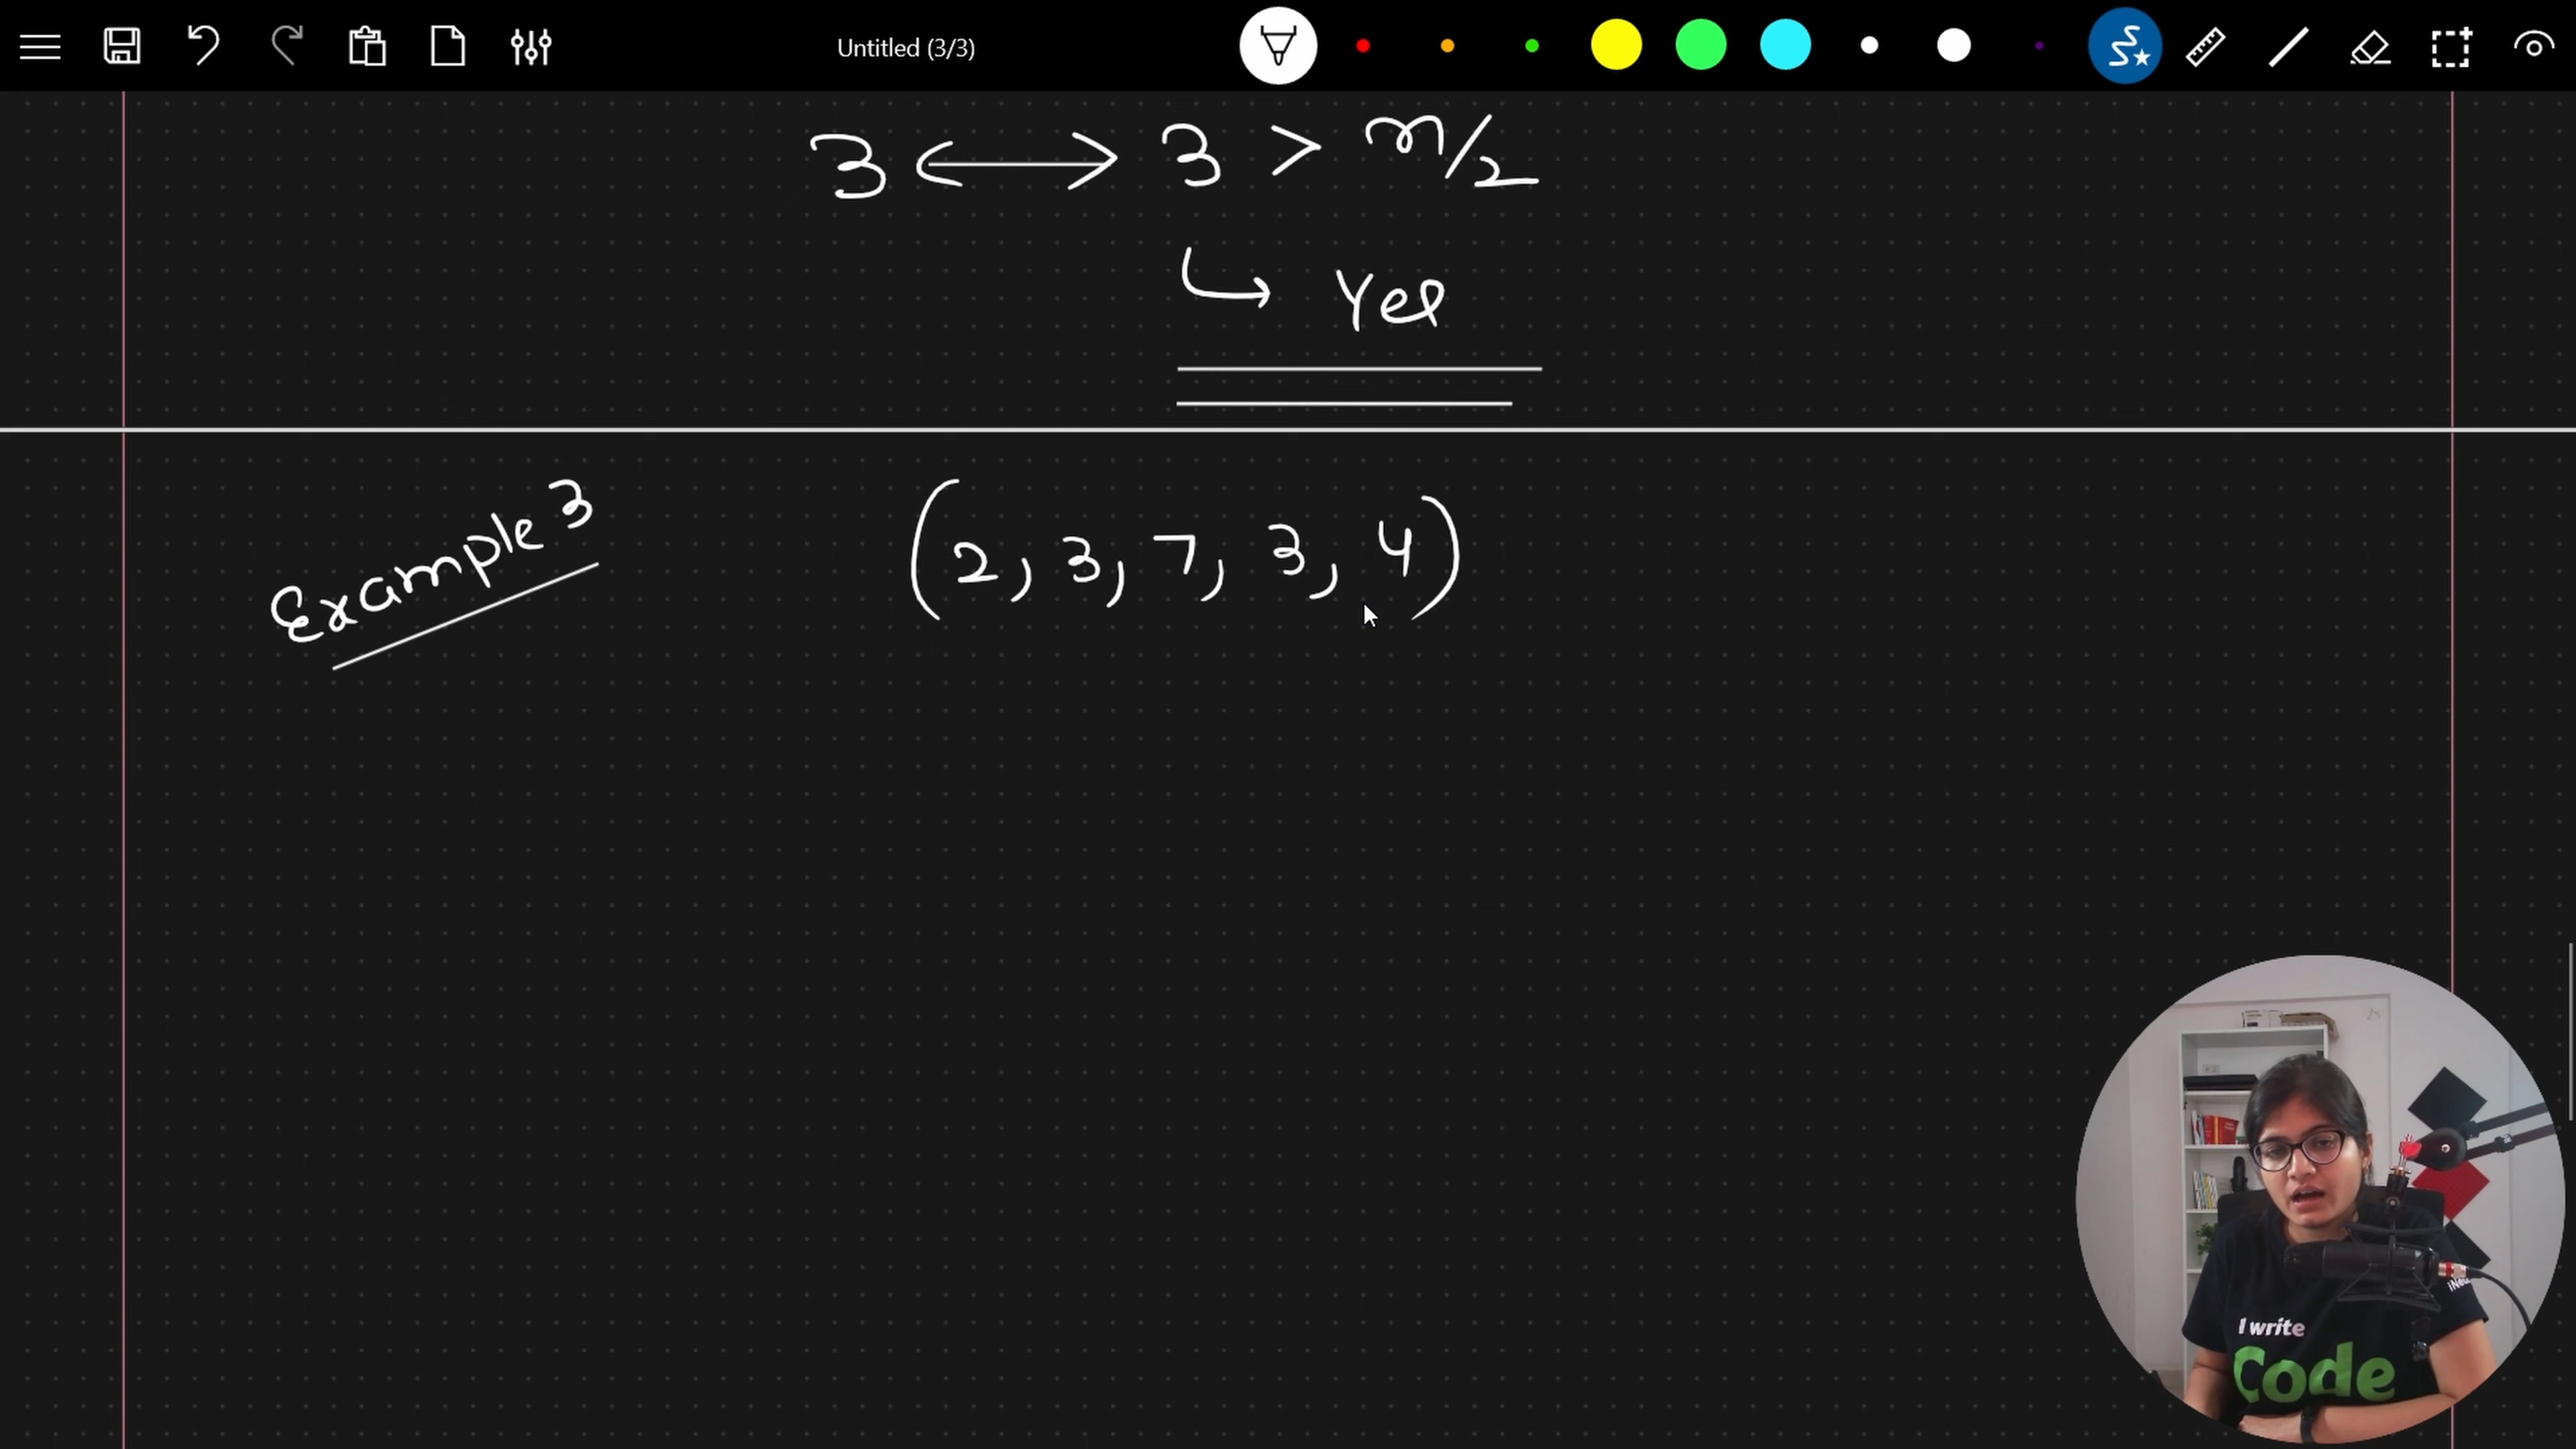 Untitled (3/3)
3 ⟷ 3 > n/2
↳ Yes
Example 3
(2, 3, 7, 3, 4)
I write
Code